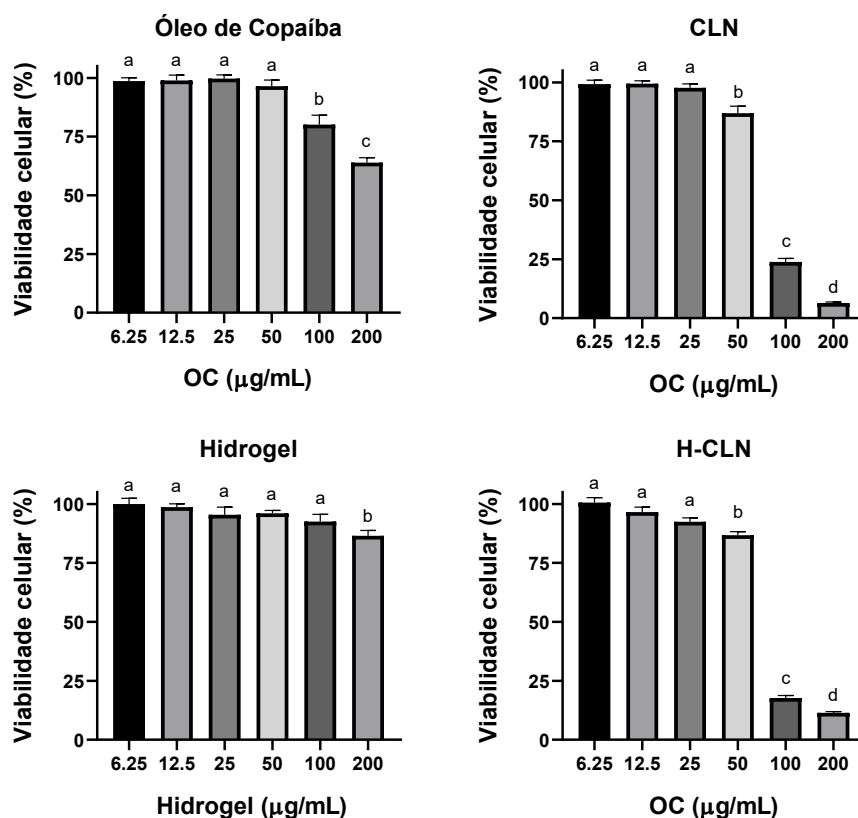 Óleo de Copaíba
Viabilidade celular (%)
100
75
50
25
0
a a a a b c
6.25 12.5 25 50 100 200
OC (μg/mL)
CLN
Viabilidade celular (%)
100
75
50
25
0
a a a b c d
6.25 12.5 25 50 100 200
OC (μg/mL)
Hidrogel
Viabilidade celular (%)
100
75
50
25
0
a a a a a b
6.25 12.5 25 50 100 200
Hidrogel (μg/mL)
H-CLN
Viabilidade celular (%)
100
75
50
25
0
a a a b c d
6.25 12.5 25 50 100 200
OC (μg/mL)